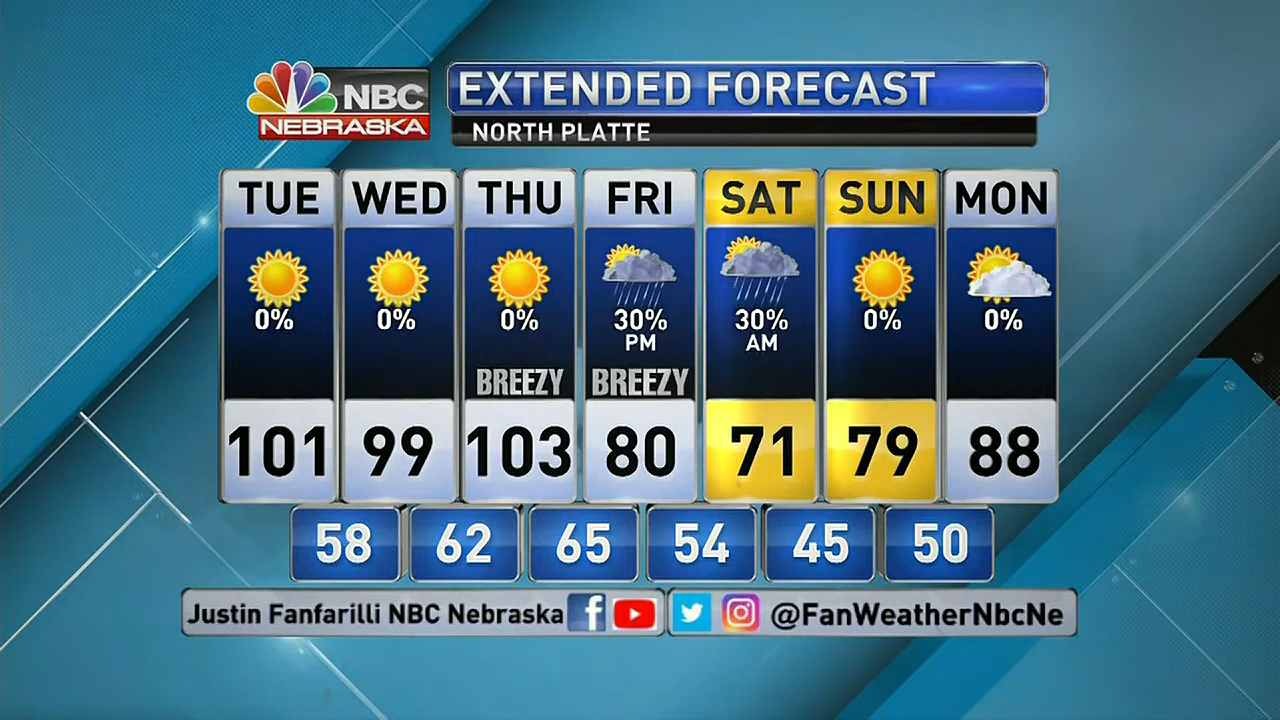 NBC
NEBRASKA
EXTENDED FORECAST
NORTH PLATTE
TUE WED THU FRI SAT SUN MON
0% 0% 0% 30% 30% 0% 0%
PM AM
BREEZY BREEZY
101 99 103 80 71 79 88
58 62 65 54 45 50
Justin Fanfarilli NBC Nebraska @FanWeatherNbcNe